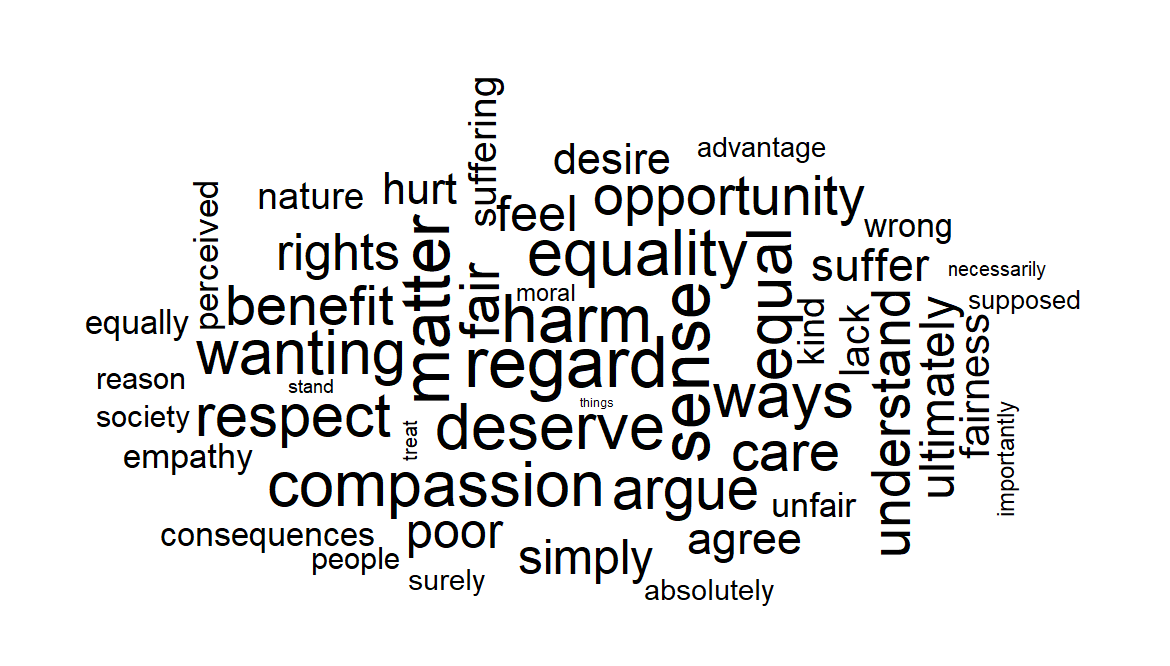 suffering
desire
advantage
nature
hurt
feel
opportunity
perceived
wrong
rights
matter
equality
equal
suffer
necessarily
benefit
fair
moral
harm
sense
kind
lack
understand
ultimately
supposed
equally
wanting
regard
fairness
reason
stand
ways
society
respect
treat
deserve
things
care
importantly
empathy
compassion
argue
unfair
consequences
poor
simply
agree
people
surely
absolutely